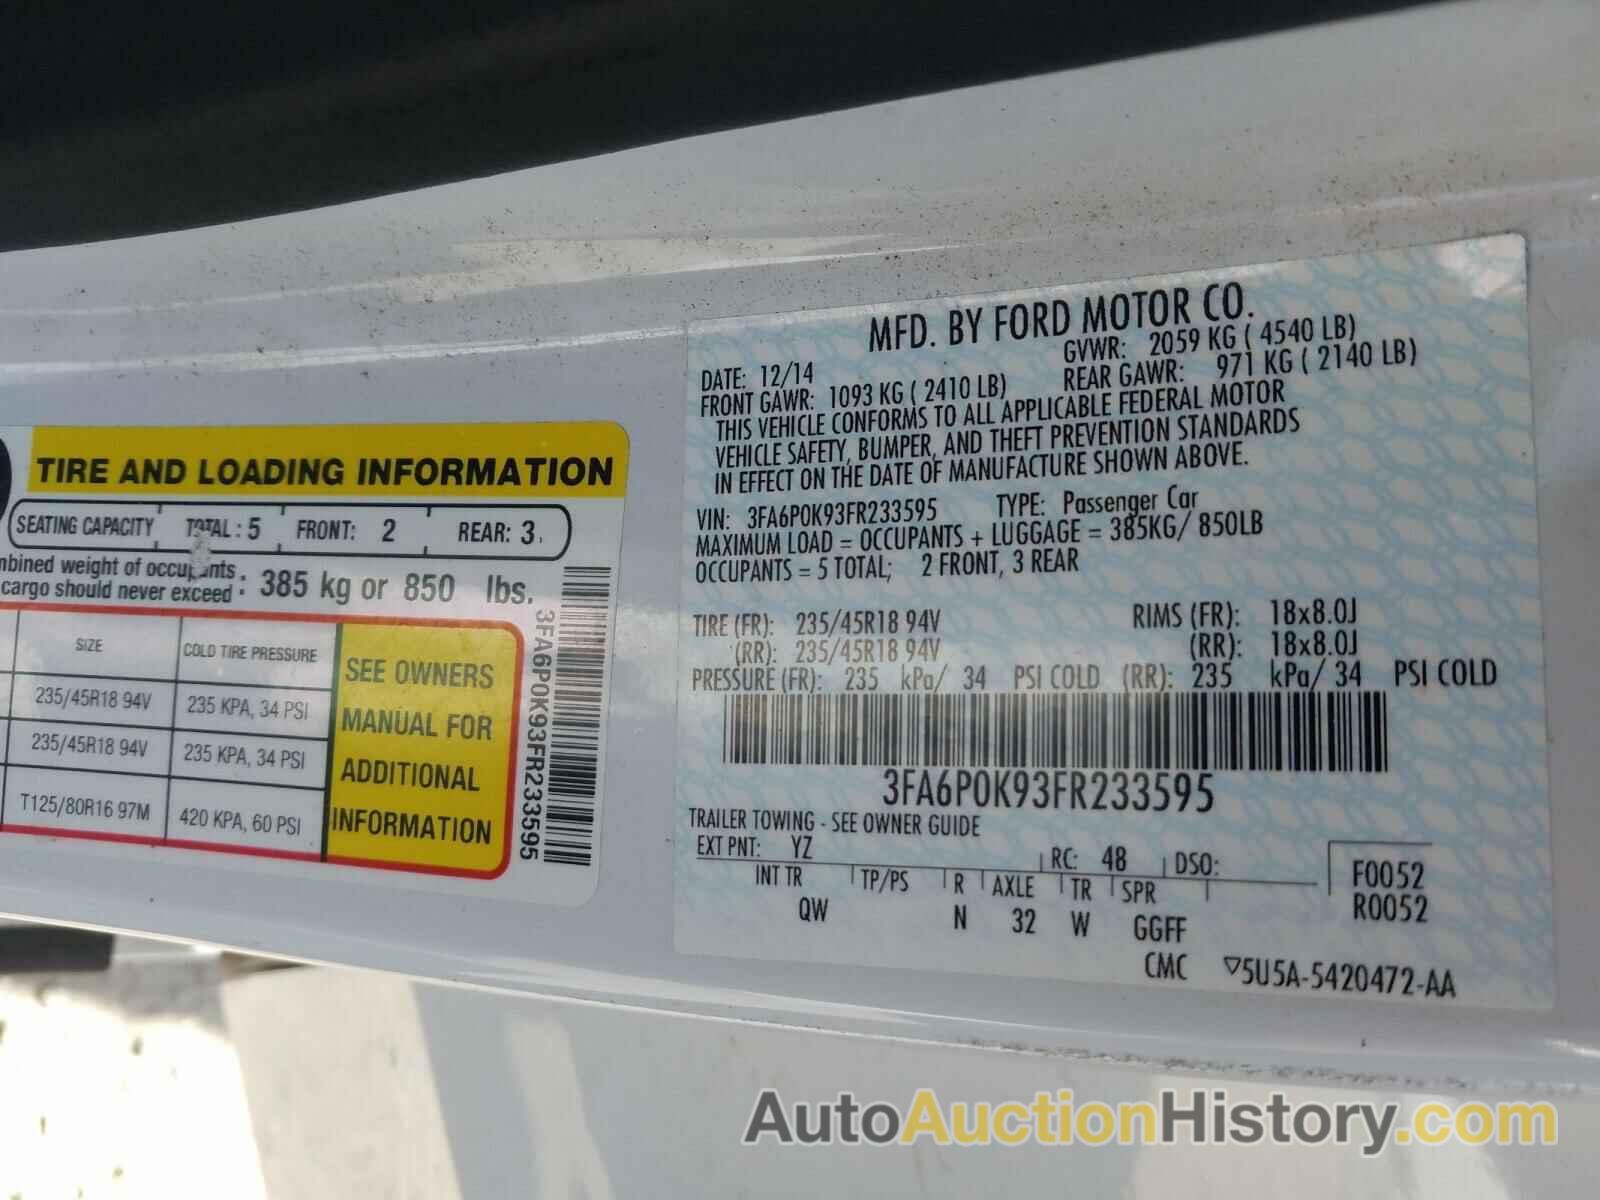 TIRE AND LOADING INFORMATION
SEATING CAPACITY TOTAL: 5 FRONT: 2 REAR: 3
weight of occupants
cargo should never exceed : 385 kg or 850 lbs.
SIZE COLD TIRE PRESSURE
235/45R18 94V 235 KPA, 34 PSI
235/45R18 94V 235 KPA, 34 PSI
T125/80R16 97M 420 KPA, 60 PSI
SEE OWNERS
MANUAL FOR
ADDITIONAL
INFORMATION
3FA6P0K93FR233595
MFD. BY FORD MOTOR CO.
DATE: 12/14 GVWR: 2059 KG ( 4540 LB)
FRONT GAWR: 1093 KG ( 2410 LB) REAR GAWR: 971 KG ( 2140 LB)
THIS VEHICLE CONFORMS TO ALL APPLICABLE FEDERAL MOTOR
VEHICLE SAFETY, BUMPER, AND THEFT PREVENTION STANDARDS
IN EFFECT ON THE DATE OF MANUFACTURE SHOWN ABOVE.
VIN: 3FA6P0K93FR233595 TYPE: Passenger Car
MAXIMUM LOAD = OCCUPANTS + LUGGAGE = 385KG/ 850LB
OCCUPANTS = 5 TOTAL; 2 FRONT, 3 REAR
TIRE (FR): 235/45R18 94V RIMS (FR): 18x8.0J
(RR): 235/45R18 94V (RR): 18x8.0J
PRESSURE (FR): 235 kPa/ 34 PSI COLD (RR): 235 kPa/ 34 PSI COLD
3FA6P0K93FR233595
TRAILER TOWING - SEE OWNER GUIDE
EXT PNT: YZ RC: 48 DSO: F0052
INT TR TP/PS R AXLE TR SPR R0052
QW N 32 W GGFF
CMC ▽5U5A-5420472-AA
AutoAuctionHistory.com